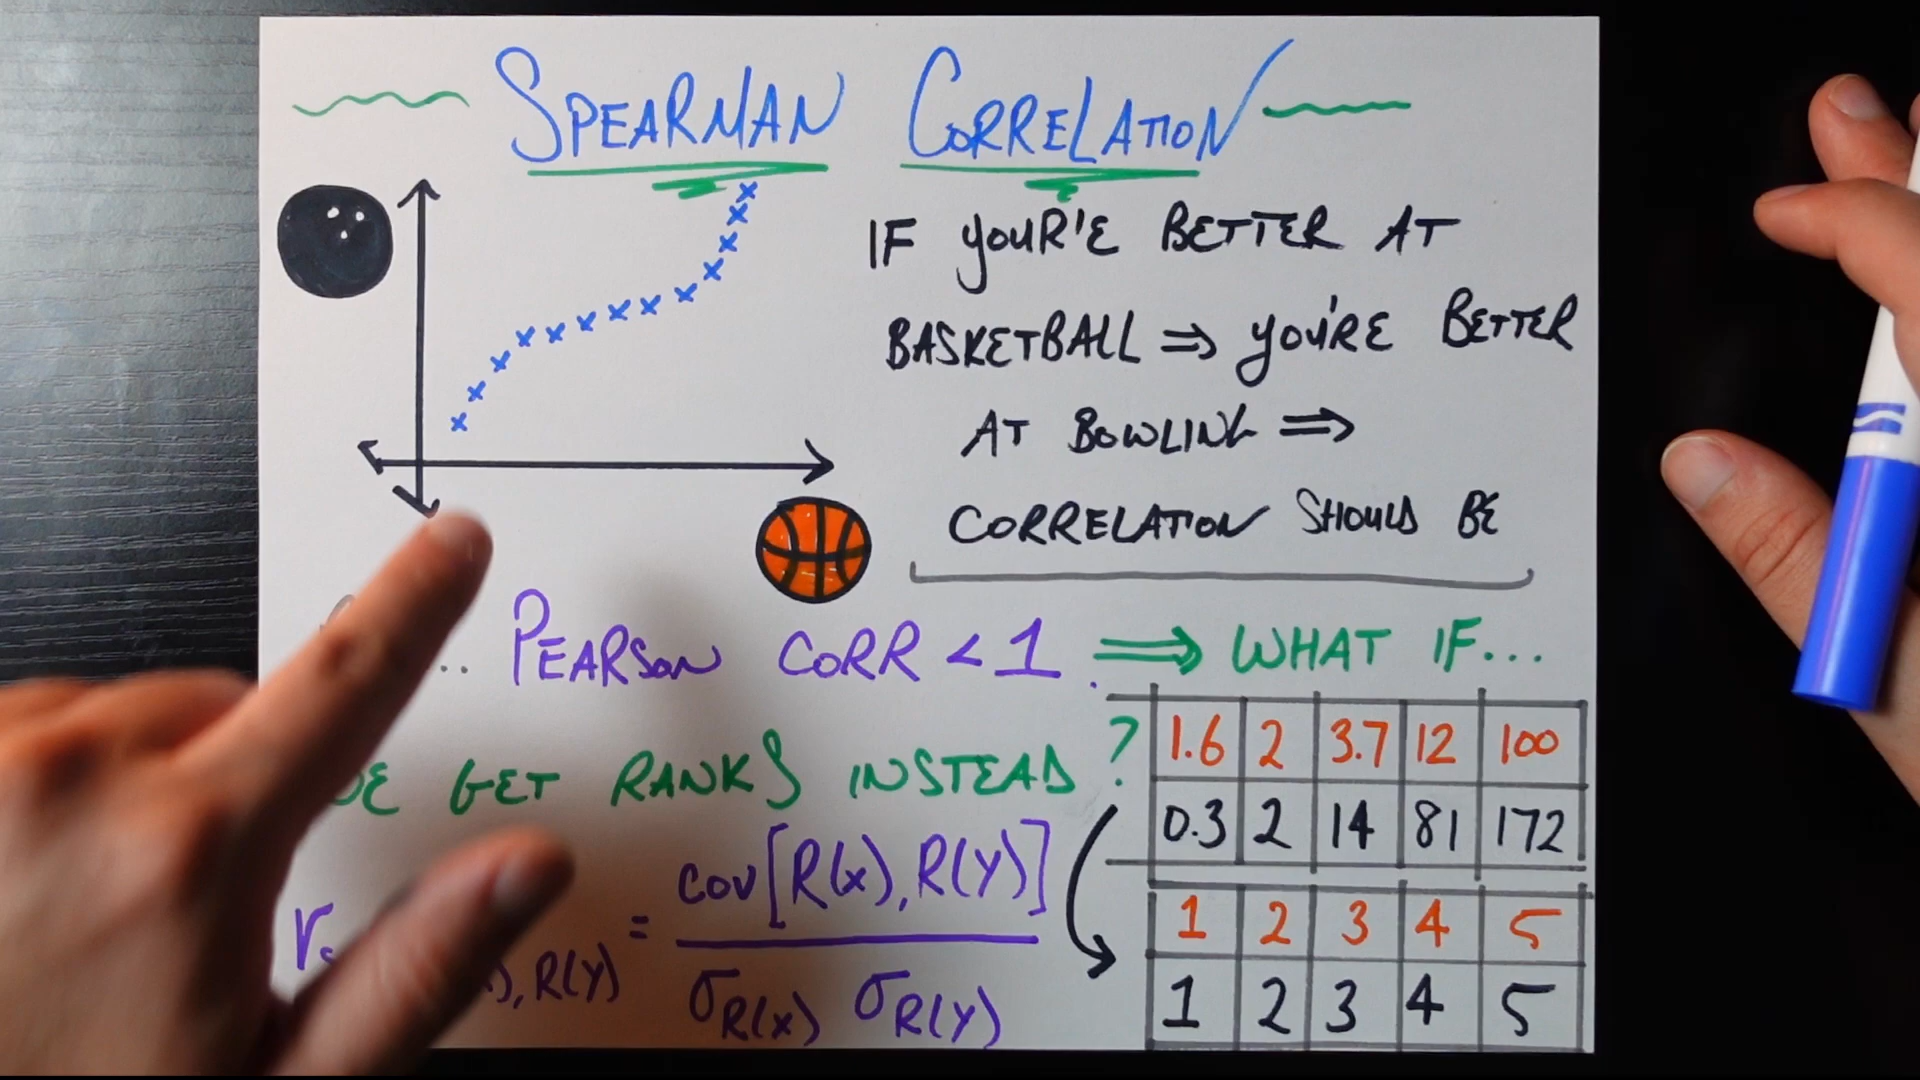 SPEARMAN CORRELATION
IF YOUR'E BETTER AT
BASKETBALL ⇒ YOU'RE BETTER
AT BOWLING ⇒
CORRELATION SHOULD BE
... PEARSON CORR < 1 ⇒ WHAT IF...
GET RANKS INSTEAD ?
1.6 2 3.7 12 100
0.3 2 14 81 172
1 2 3 4 5
1 2 3 4 5
cov[R(x), R(y)]
, R(y) =
σR(x) σR(y)